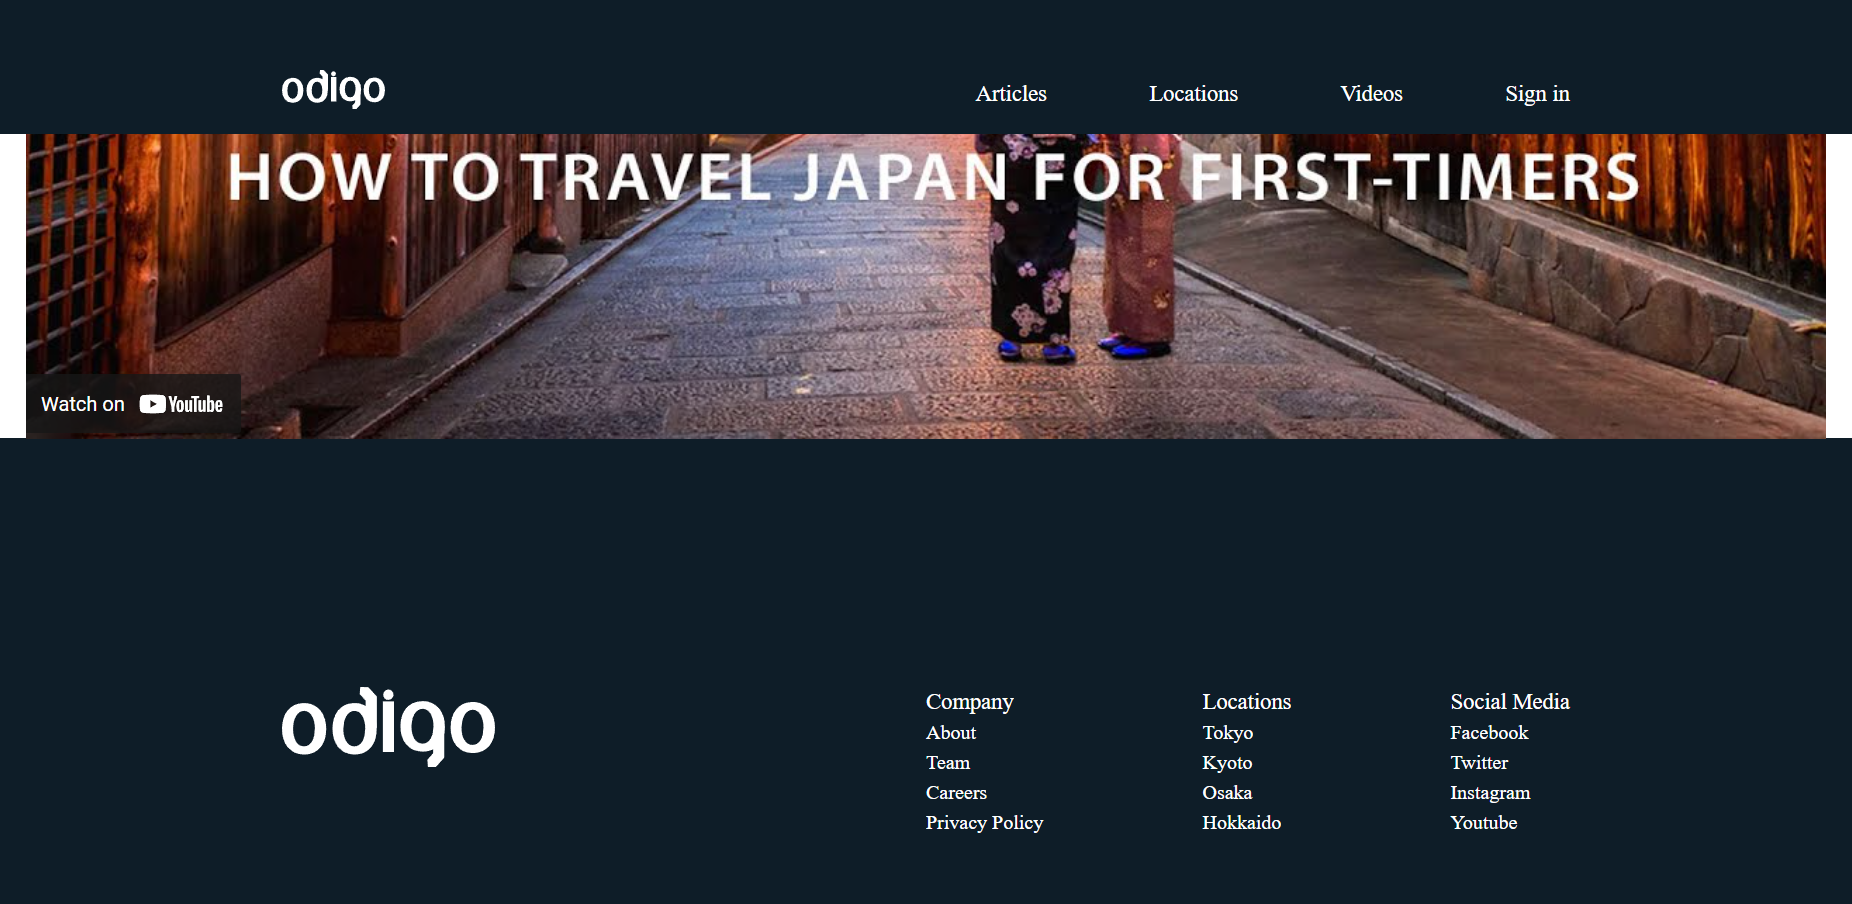 odigo
Articles Locations Videos Sign in
HOW TO TRAVEL JAPAN FOR FIRST-TIMERS
Watch on YouTube
odigo
Company Locations Social Media
About Tokyo Facebook
Team Kyoto Twitter
Careers Osaka Instagram
Privacy Policy Hokkaido Youtube